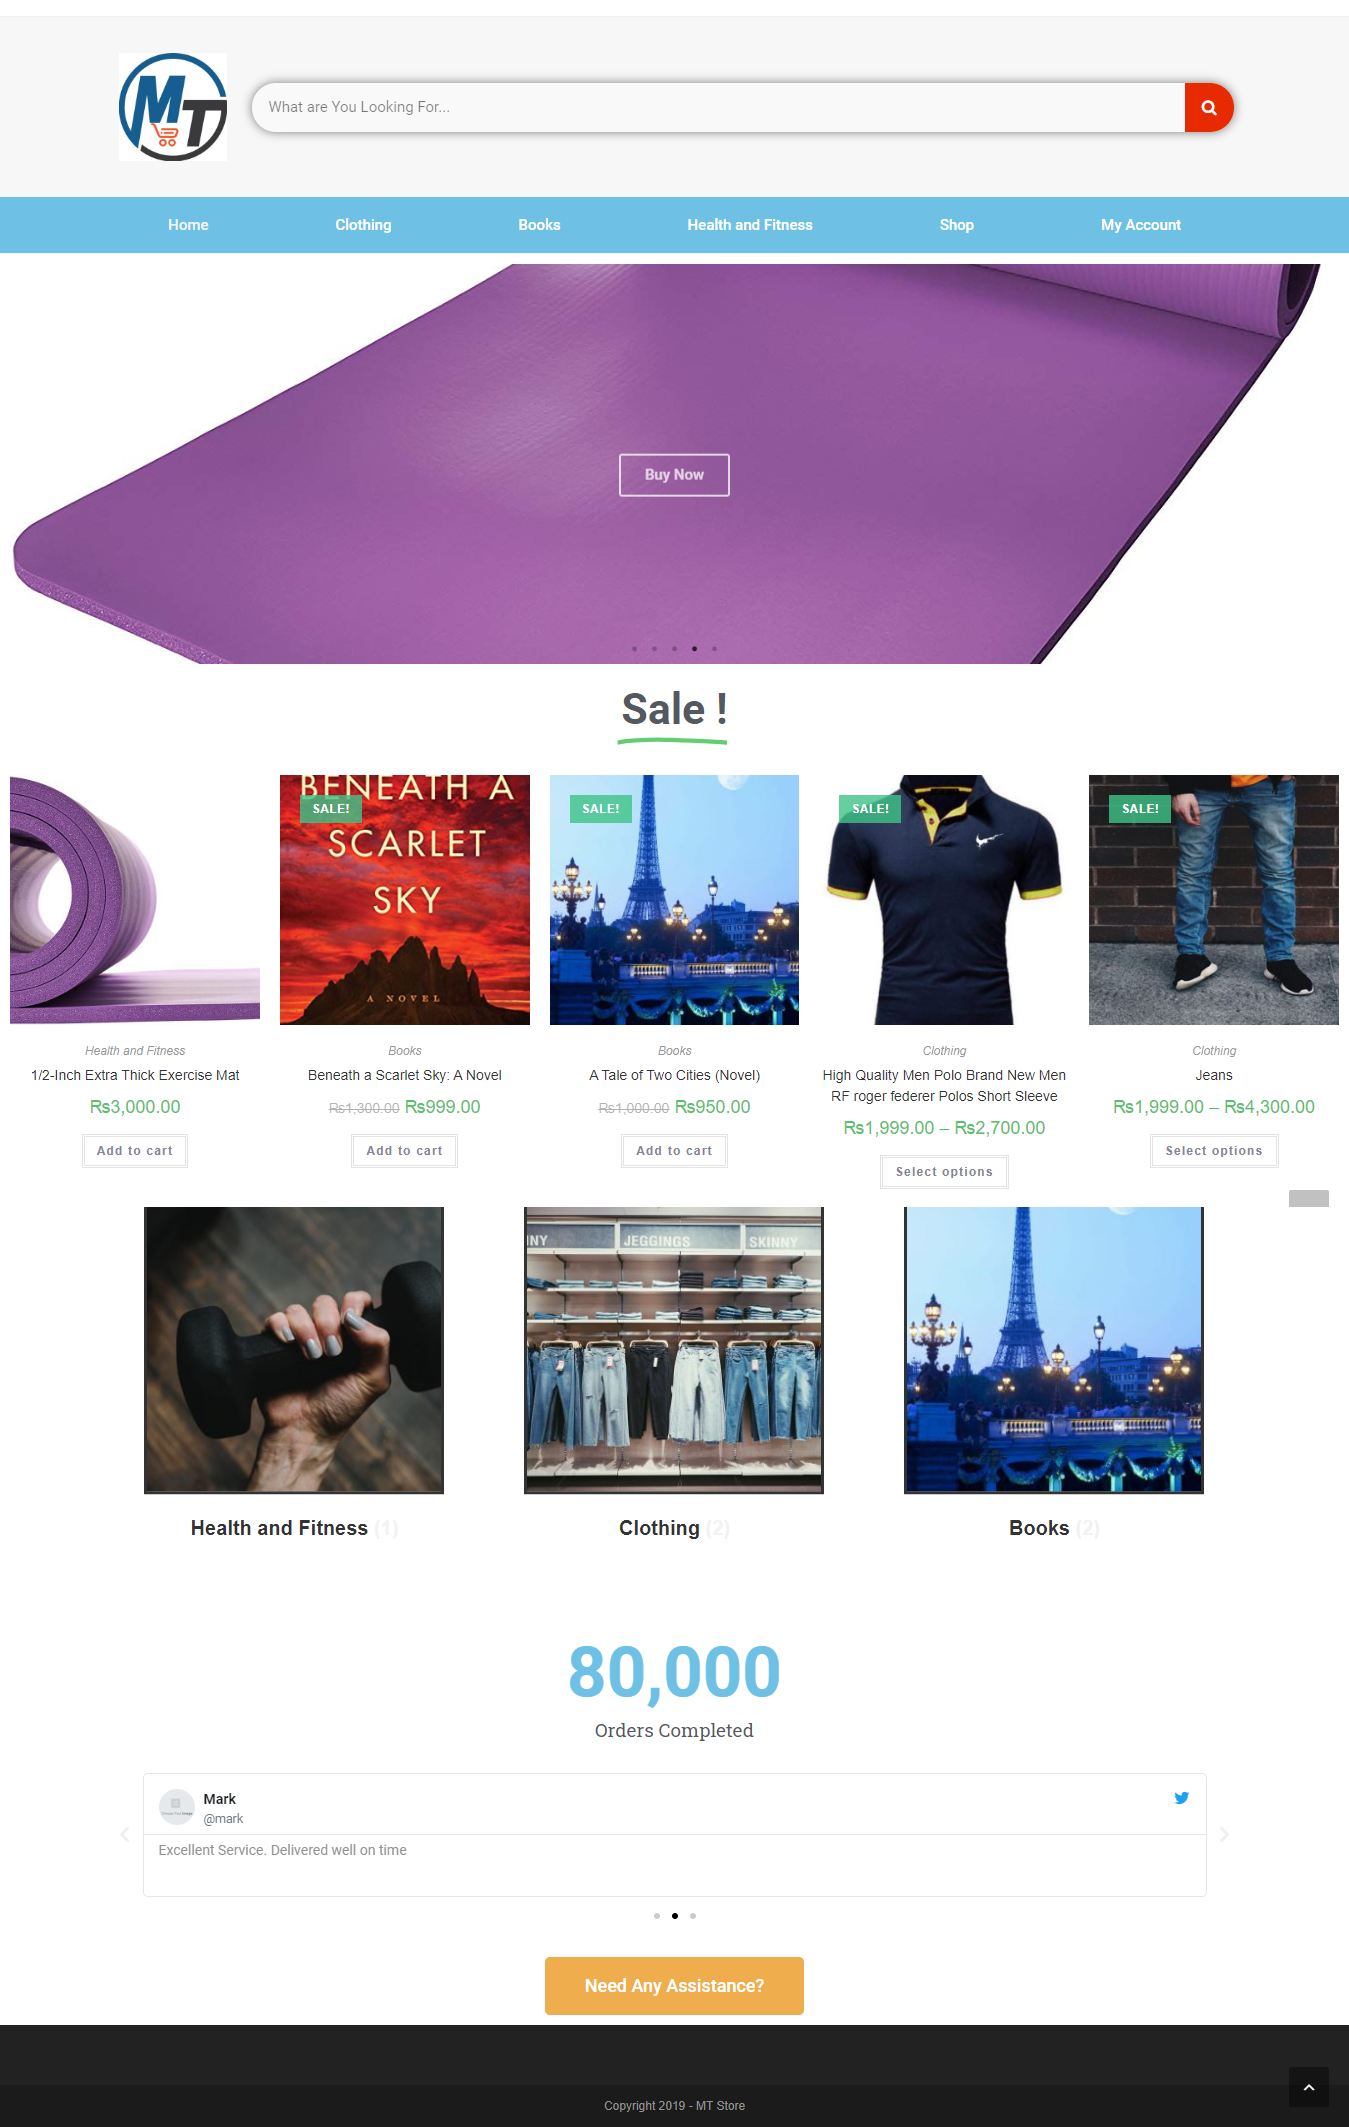 MT
What are You Looking For...
Home
Clothing
Books
Health and Fitness
Shop
My Account
Buy Now
Sale !
Health and Fitness
1/2-Inch Extra Thick Exercise Mat
₨3,000.00
Add to cart
BENEATH A
SALE!
SCARLET
SKY
A NOVEL
Books
Beneath a Scarlet Sky: A Novel
₨1,300.00 ₨999.00
Add to cart
SALE!
Books
A Tale of Two Cities (Novel)
₨1,000.00 ₨950.00
Add to cart
SALE!
Clothing
High Quality Men Polo Brand New Men
RF roger federer Polos Short Sleeve
₨1,999.00 – ₨2,700.00
Select options
SALE!
Clothing
Jeans
₨1,999.00 – ₨4,300.00
Select options
Health and Fitness (1)
NY
JEGGINGS
SKINNY
Clothing (2)
Books (2)
80,000
Orders Completed
Mark
@mark
Excellent Service. Delivered well on time
Need Any Assistance?
Copyright 2019 - MT Store